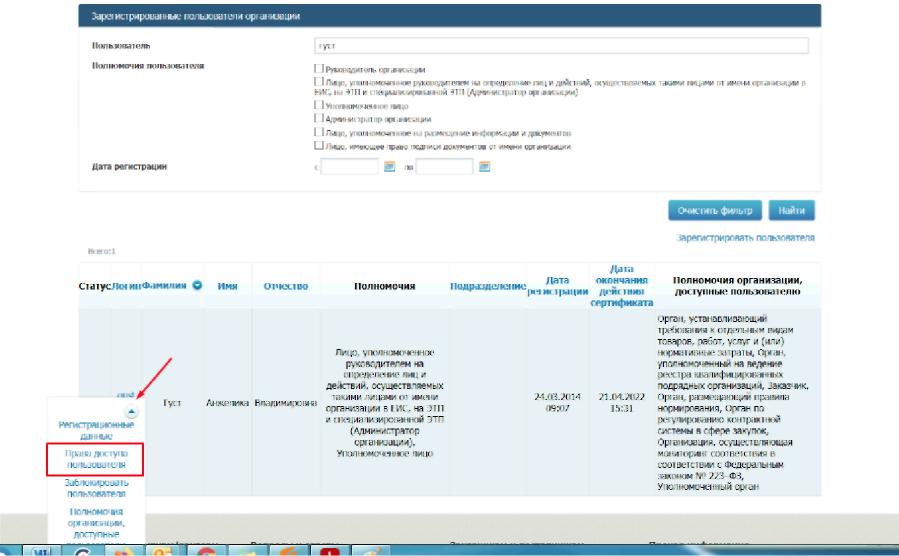 Зарегистрированные пользователи организации
Пользователь
густ
Полномочия пользователя
Руководитель организации
Лицо, уполномоченное руководителем на определение лиц и действий, осуществляемых такими лицами от имени организации в
ЕИС, на ЭТП и специализированной ЭТП (Администратор организации)
Уполномоченное лицо
Администратор организации
Лицо, уполномоченное на размещение информации и документов
Лицо, имеющее право подписи документов от имени организации
Дата регистрации
с
по
Очистить фильтр
Найти
Зарегистрировать пользователя
Всего:1
Статус Логин Фамилия Имя Отчество Полномочия Подразделение Дата регистрации
Дата
окончания
действия
сертификата
Полномочия организации,
доступные пользователю
Густ
Анжелика
Владимировна
Лицо, уполномоченное
руководителем на
определение лиц и
действий, осуществляемых
такими лицами от имени
организации в ЕИС, на ЭТП
и специализированной ЭТП
(Администратор
организации),
Уполномоченное лицо
24.03.2014
09:07
21.04.2022
15:31
Орган, устанавливающий
требования к отдельным видам
товаров, работ, услуг и (или)
нормативные затраты, Орган,
уполномоченный на ведение
реестра квалифицированных
подрядных организаций, Заказчик,
Орган, размещающий правила
нормирования, Орган по
регулированию контрактной
системы в сфере закупок,
Организация, осуществляющая
мониторинг соответствия в
соответствии с Федеральным
законом № 223-ФЗ,
Уполномоченный орган
Регистрационные
данные
Права доступа
пользователя
Заблокировать
пользователя
Полномочия
организации,
доступные